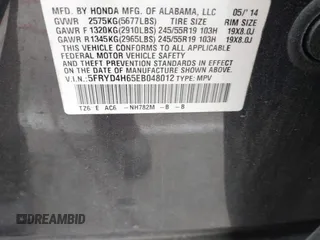 MFD. BY HONDA MFG. OF ALABAMA, LLC 05/'14
GVWR 2575KG(5677LBS) TIRE SIZE RIM SIZE
GAWR F 1320KG(2910LBS) 245/55R19 103H 19X8.0J
GAWR R 1345KG(2965LBS) 245/55R19 103H 19X8.0J
THIS VEHICLE CONFORMS TO ALL APPLICABLE
FEDERAL MOTOR VEHICLE SAFETY AND THEFT
PREVENTION STANDARDS IN EFFECT ON THE DATE
OF MANUFACTURE SHOWN ABOVE.
V.I.N.: 5FRYD4H65EB048012 TYPE: MPV
TZ6 E AC6 -NH782M -B -B
DREAMBID